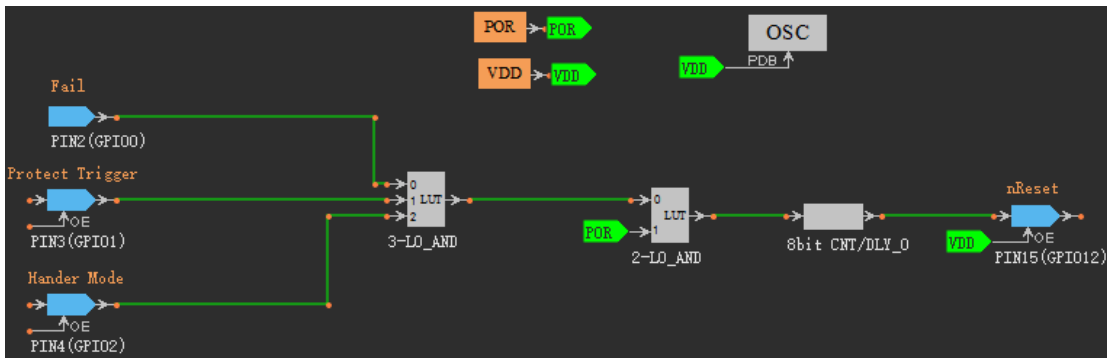 POR
POR
OSC
VDD
VDD
VDD
PDB
Fail
PIN2(GPIO0)
Protect Trigger
OE
PIN3(GPIO1)
Hander Mode
OE
PIN4(GPIO2)
0
1
2
LUT
3-L0_AND
POR
0
1
LUT
2-L0_AND
8bit CNT/DLY_0
nReset
VDD
OE
PIN15(GPIO12)